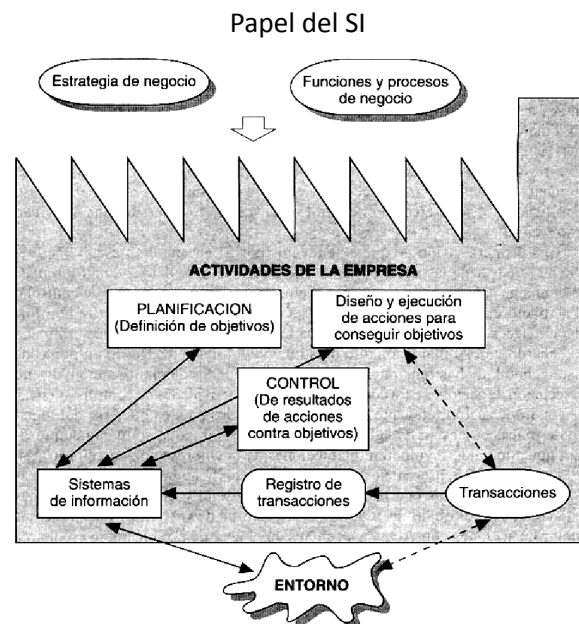 Papel del SI
Estrategia de negocio
Funciones y procesos
de negocio
ACTIVIDADES DE LA EMPRESA
PLANIFICACION
(Definición de objetivos)
Diseño y ejecución
de acciones para
conseguir objetivos
CONTROL
(De resultados
de acciones
contra objetivos)
Sistemas
de información
Registro de
transacciones
Transacciones
ENTORNO